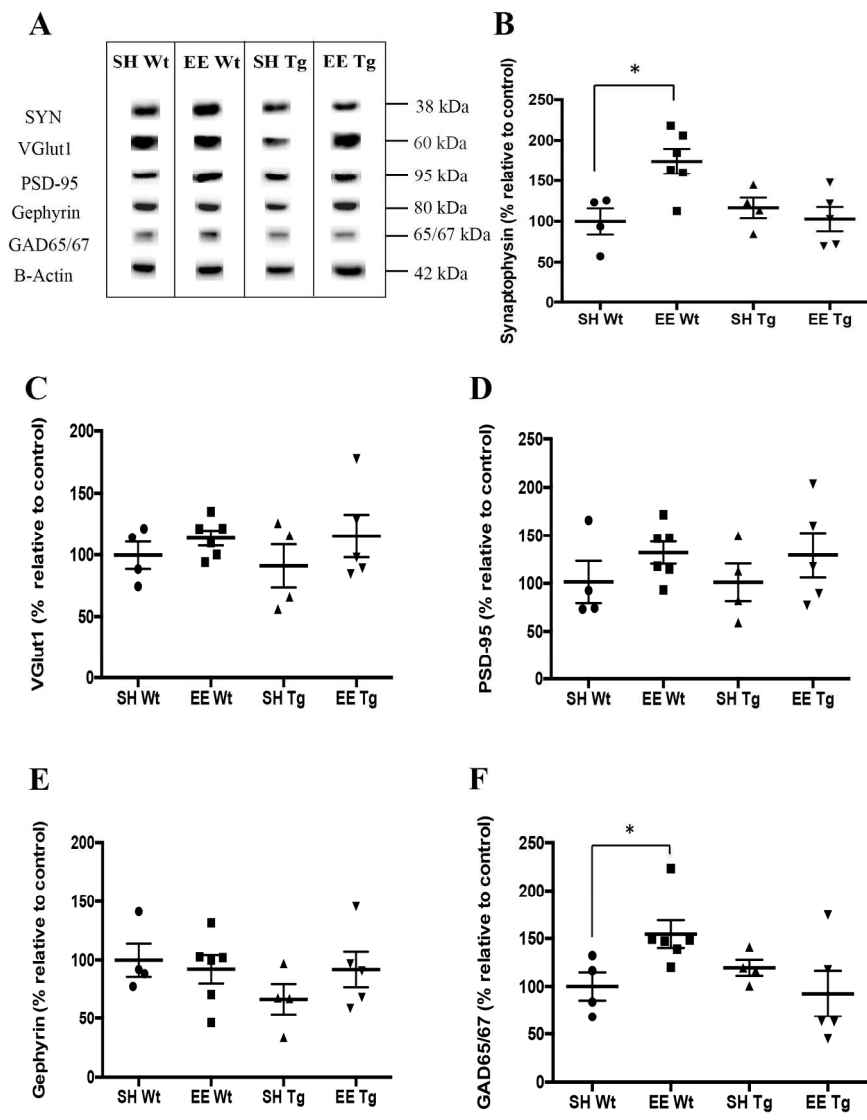 A
SH Wt EE Wt SH Tg EE Tg
SYN 38 kDa
VGlut1 60 kDa
PSD-95 95 kDa
Gephyrin 80 kDa
GAD65/67 65/67 kDa
B-Actin 42 kDa
B
Synaptophysin (% relative to control)
250
200
150
100
50
0
*
SH Wt EE Wt SH Tg EE Tg
C
VGlut1 (% relative to control)
200
150
100
50
0
SH Wt EE Wt SH Tg EE Tg
D
PSD-95 (% relative to control)
250
200
150
100
50
0
SH Wt EE Wt SH Tg EE Tg
E
Gephyrin (% relative to control)
200
150
100
50
0
SH Wt EE Wt SH Tg EE Tg
F
GAD65/67 (% relative to control)
250
200
150
100
50
0
*
SH Wt EE Wt SH Tg EE Tg